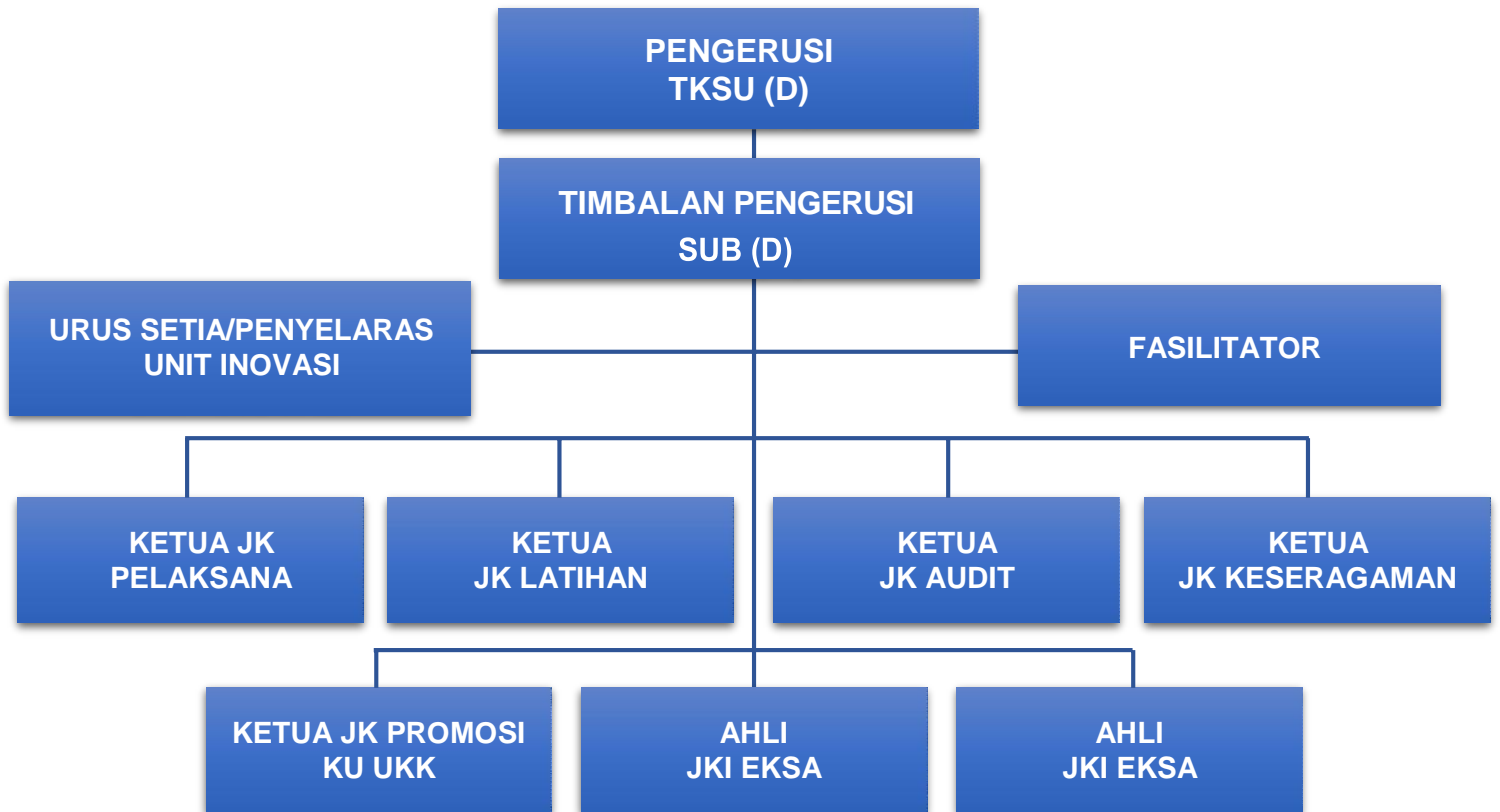 PENGERUSI
TKSU (D)
TIMBALAN PENGERUSI
SUB (D)
URUS SETIA/PENYELARAS
UNIT INOVASI
FASILITATOR
KETUA JK
PELAKSANA
KETUA
JK LATIHAN
KETUA
JK AUDIT
KETUA
JK KESERAGAMAN
KETUA JK PROMOSI
KU UKK
AHLI
JKI EKSA
AHLI
JKI EKSA